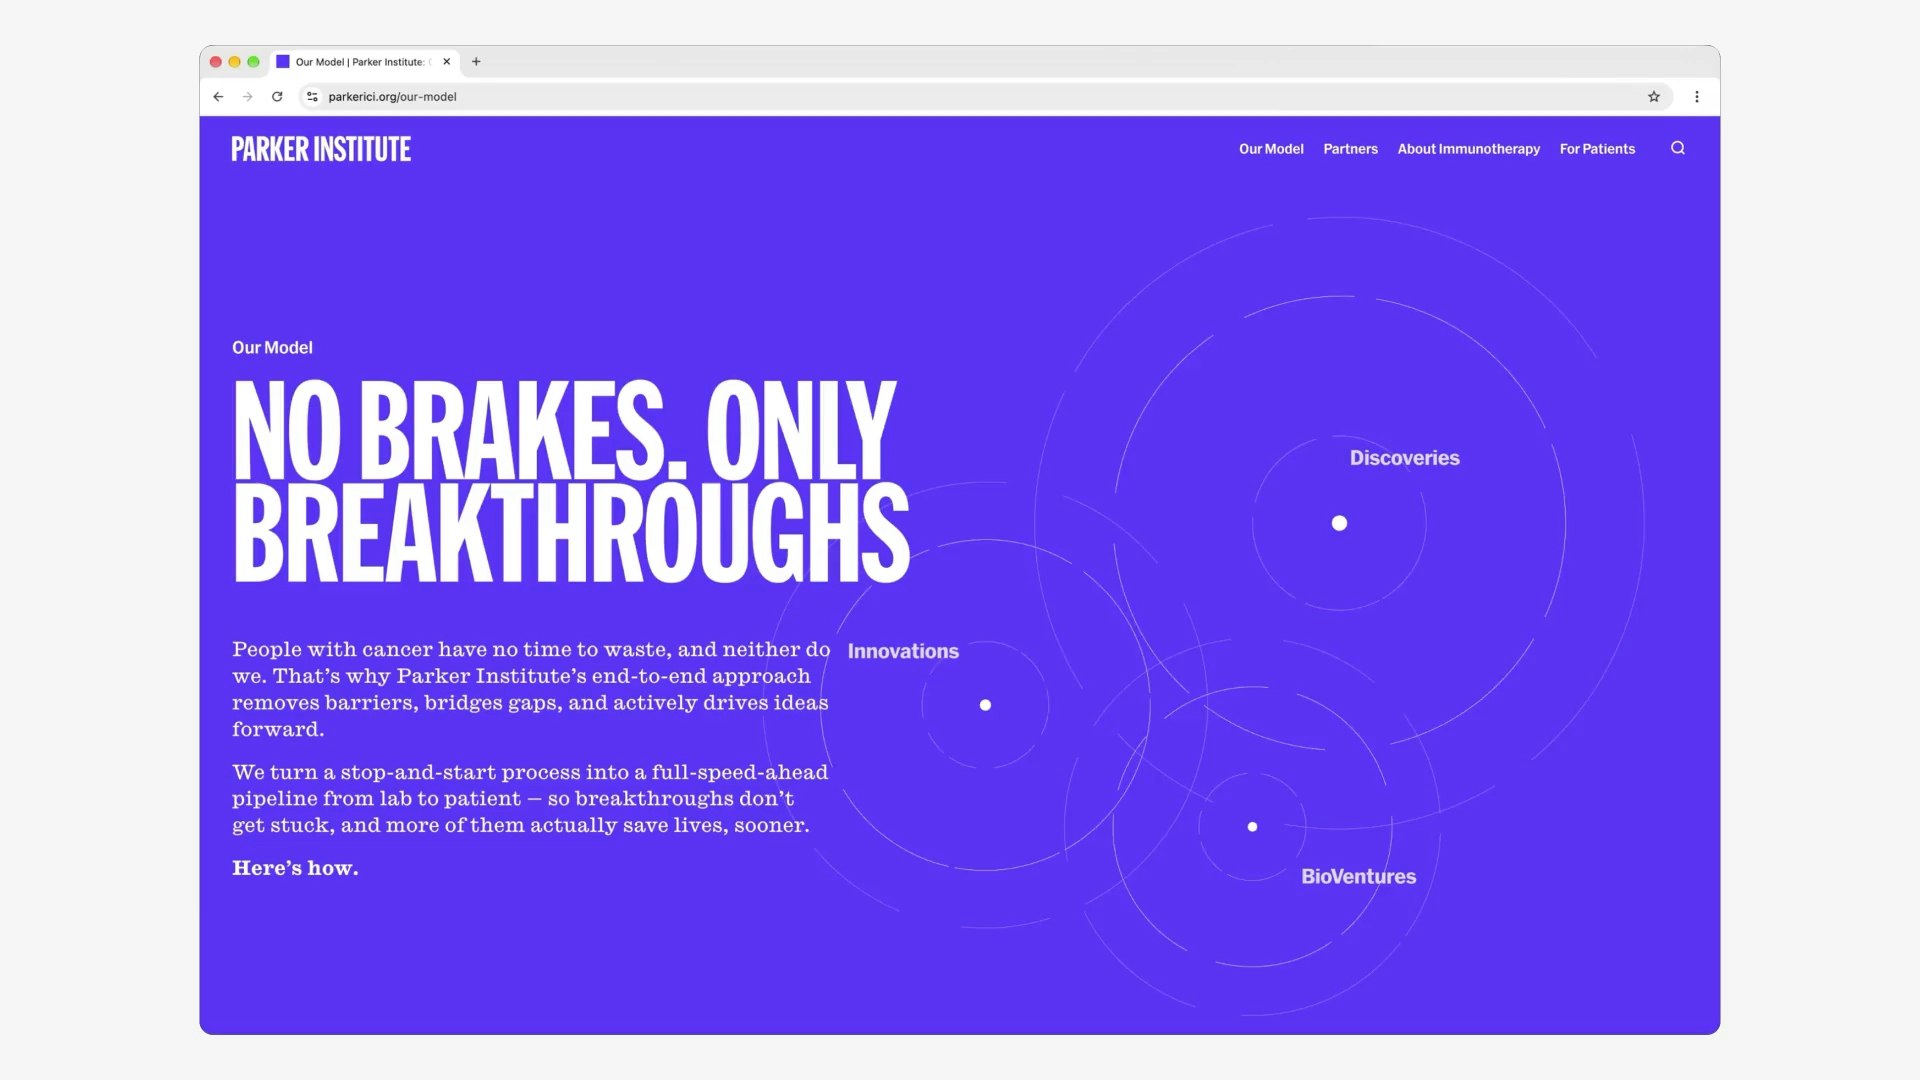 Our Model | Parker Institute:
parkerici.org/our-model
PARKER INSTITUTE
Our Model
Partners
About Immunotherapy
For Patients
Our Model
NO BRAKES. ONLY
BREAKTHROUGHS
People with cancer have no time to waste, and neither do
we. That’s why Parker Institute’s end-to-end approach
removes barriers, bridges gaps, and actively drives ideas
forward.
We turn a stop-and-start process into a full-speed-ahead
pipeline from lab to patient — so breakthroughs don’t
get stuck, and more of them actually save lives, sooner.
Here’s how.
Discoveries
Innovations
BioVentures